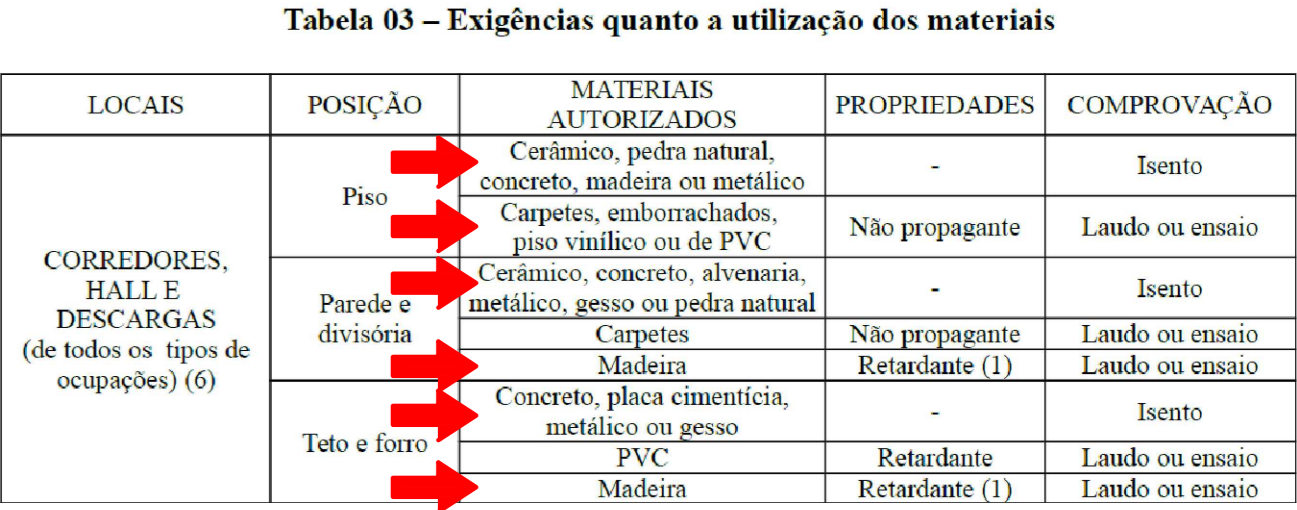 Tabela 03 – Exigências quanto a utilização dos materiais
LOCAIS
POSIÇÃO
MATERIAIS
AUTORIZADOS
PROPRIEDADES
COMPROVAÇÃO
CORREDORES,
HALL E
DESCARGAS
(de todos os tipos de
ocupações) (6)
Piso
Cerâmico, pedra natural,
concreto, madeira ou metálico
-
Isento
Carpetes, emborrachados,
piso vinílico ou de PVC
Não propagante
Laudo ou ensaio
Parede e
divisória
Cerâmico, concreto, alvenaria,
metálico, gesso ou pedra natural
-
Isento
Carpetes
Não propagante
Laudo ou ensaio
Madeira
Retardante (1)
Laudo ou ensaio
Teto e forro
Concreto, placa cimentícia,
metálico ou gesso
-
Isento
PVC
Retardante
Laudo ou ensaio
Madeira
Retardante (1)
Laudo ou ensaio